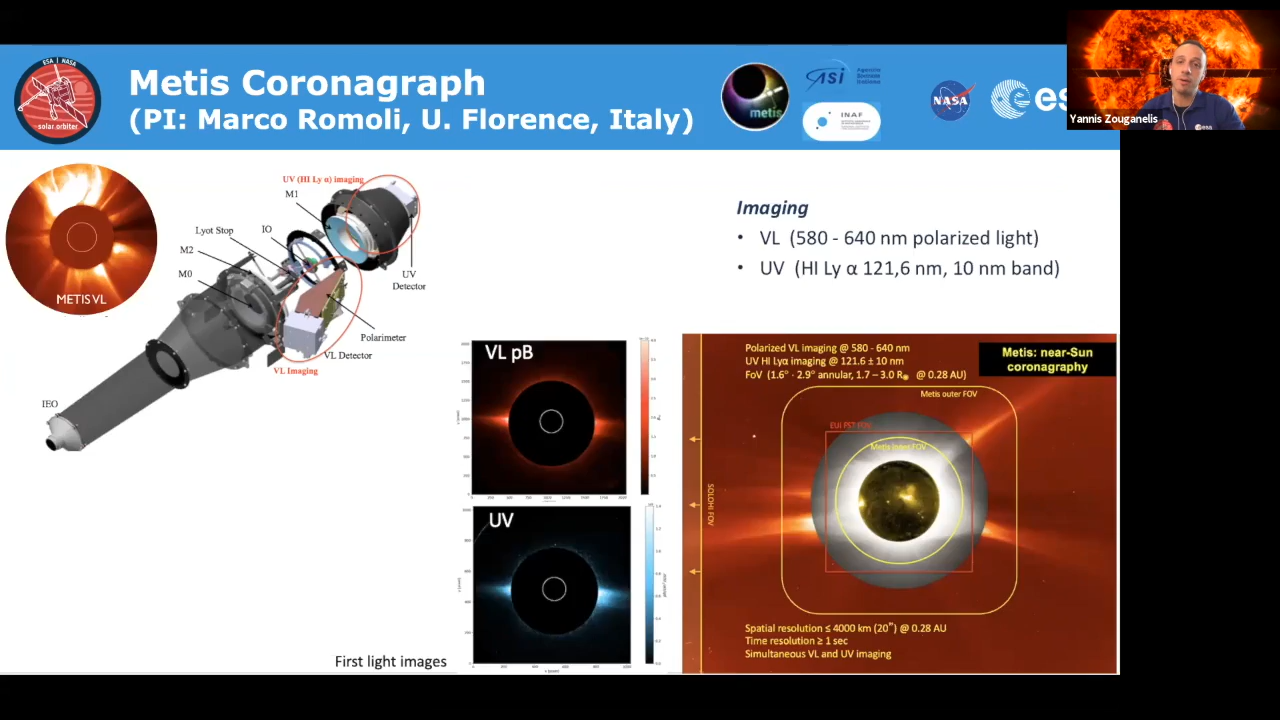 ESA | NASA
solar orbiter
Metis Coronagraph
(PI: Marco Romoli, U. Florence, Italy)
metis
ASI
INAF
NASA
es
Yannis Zouganelis
METIS VL
UV (HI Ly α) imaging
M1
IO
Lyot Stop
M2
M0
UV
Detector
Polarimeter
VL Detector
VL Imaging
IEO
Imaging
• VL (580 - 640 nm polarized light)
• UV (HI Ly α 121,6 nm, 10 nm band)
VL pB
UV
First light images
Polarized VL imaging @ 580 - 640 nm
UV HI Lyα imaging @ 121.6 ± 10 nm
FoV (1.6° - 2.9° annular, 1.7 – 3.0 R @ 0.28 AU)
Metis: near-Sun
coronagraphy
Metis outer FOV
EUI FST FOV
Metis inner FOV
SOLOHI FOV
Spatial resolution ≤ 4000 km (20”) @ 0.28 AU
Time resolution ≥ 1 sec
Simultaneous VL and UV imaging